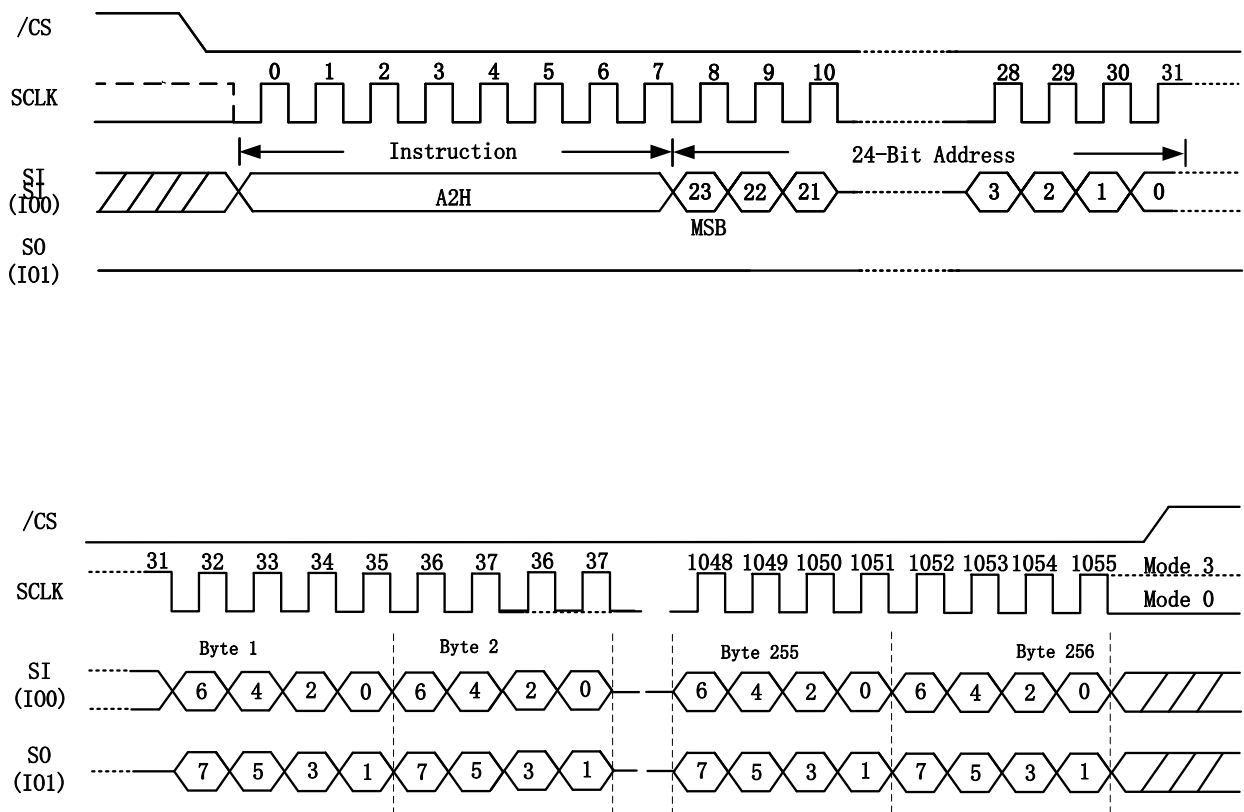 /CS
0 1 2 3 4 5 6 7 8 9 10 28 29 30 31
SCLK
Instruction 24-Bit Address
SI
SI
(IO0)
A2H 23 22 21 3 2 1 0
MSB
SO
(IO1)
/CS
31 32 33 34 35 36 37 36 37 1048 1049 1050 1051 1052 1053 1054 1055 Mode 3
SCLK
Mode 0
Byte 1 Byte 2 Byte 255 Byte 256
SI
(IO0)
6 4 2 0 6 4 2 0 6 4 2 0 6 4 2 0
SO
(IO1)
7 5 3 1 7 5 3 1 7 5 3 1 7 5 3 1